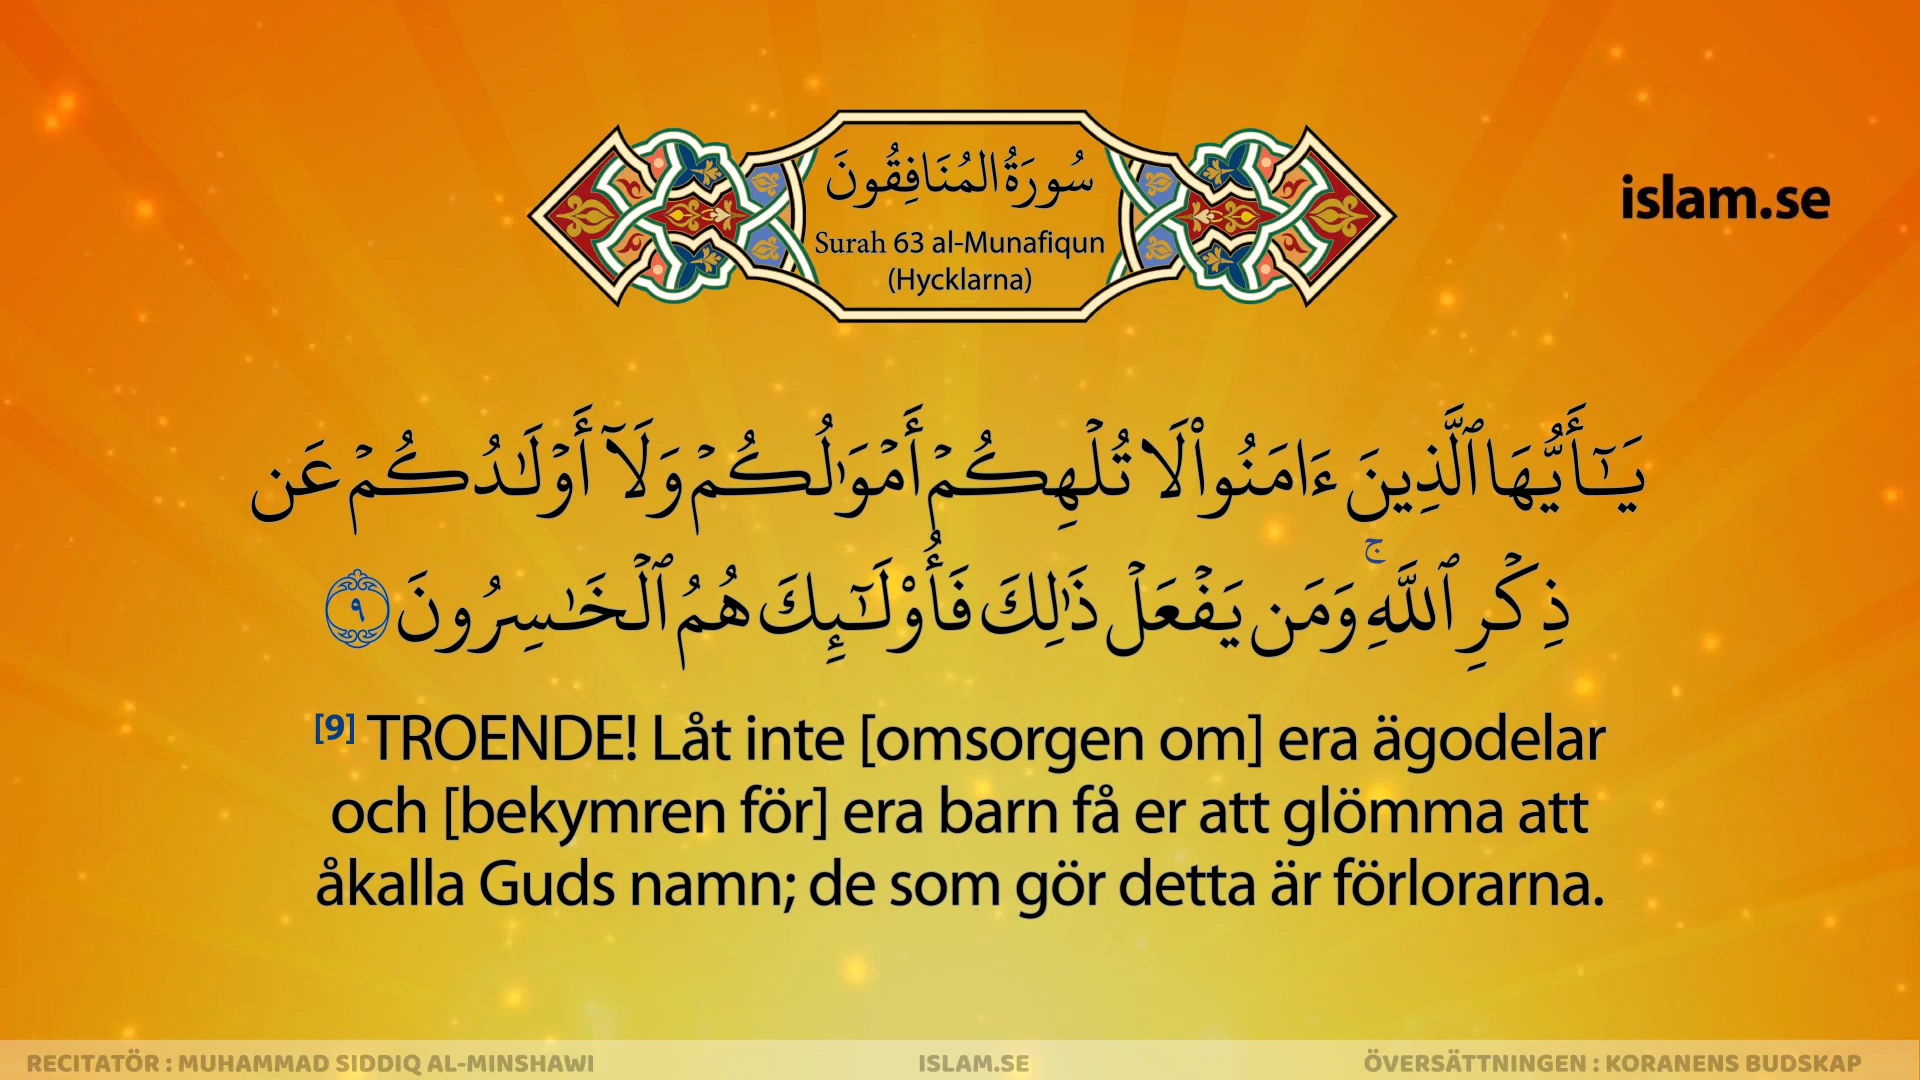 سُورَةُ المُنَافِقُونَ
Surah 63 al-Munafiqun
(Hycklarna)
islam.se
يَـٰٓأَيُّهَا ٱلَّذِينَ ءَامَنُوا۟ لَا تُلْهِكُمْ أَمْوَٰلُكُمْ وَلَآ أَوْلَـٰدُكُمْ عَن
ذِكْرِ ٱللَّهِ ۚ وَمَن يَفْعَلْ ذَٰلِكَ فَأُو۟لَـٰٓئِكَ هُمُ ٱلْخَـٰسِرُونَ ٩
[9] TROENDE! Låt inte [omsorgen om] era ägodelar
och [bekymren för] era barn få er att glömma att
åkalla Guds namn; de som gör detta är förlorarna.
RECITATÖR : MUHAMMAD SIDDIQ AL-MINSHAWI
ISLAM.SE
ÖVERSÄTTNINGEN : KORANENS BUDSKAP